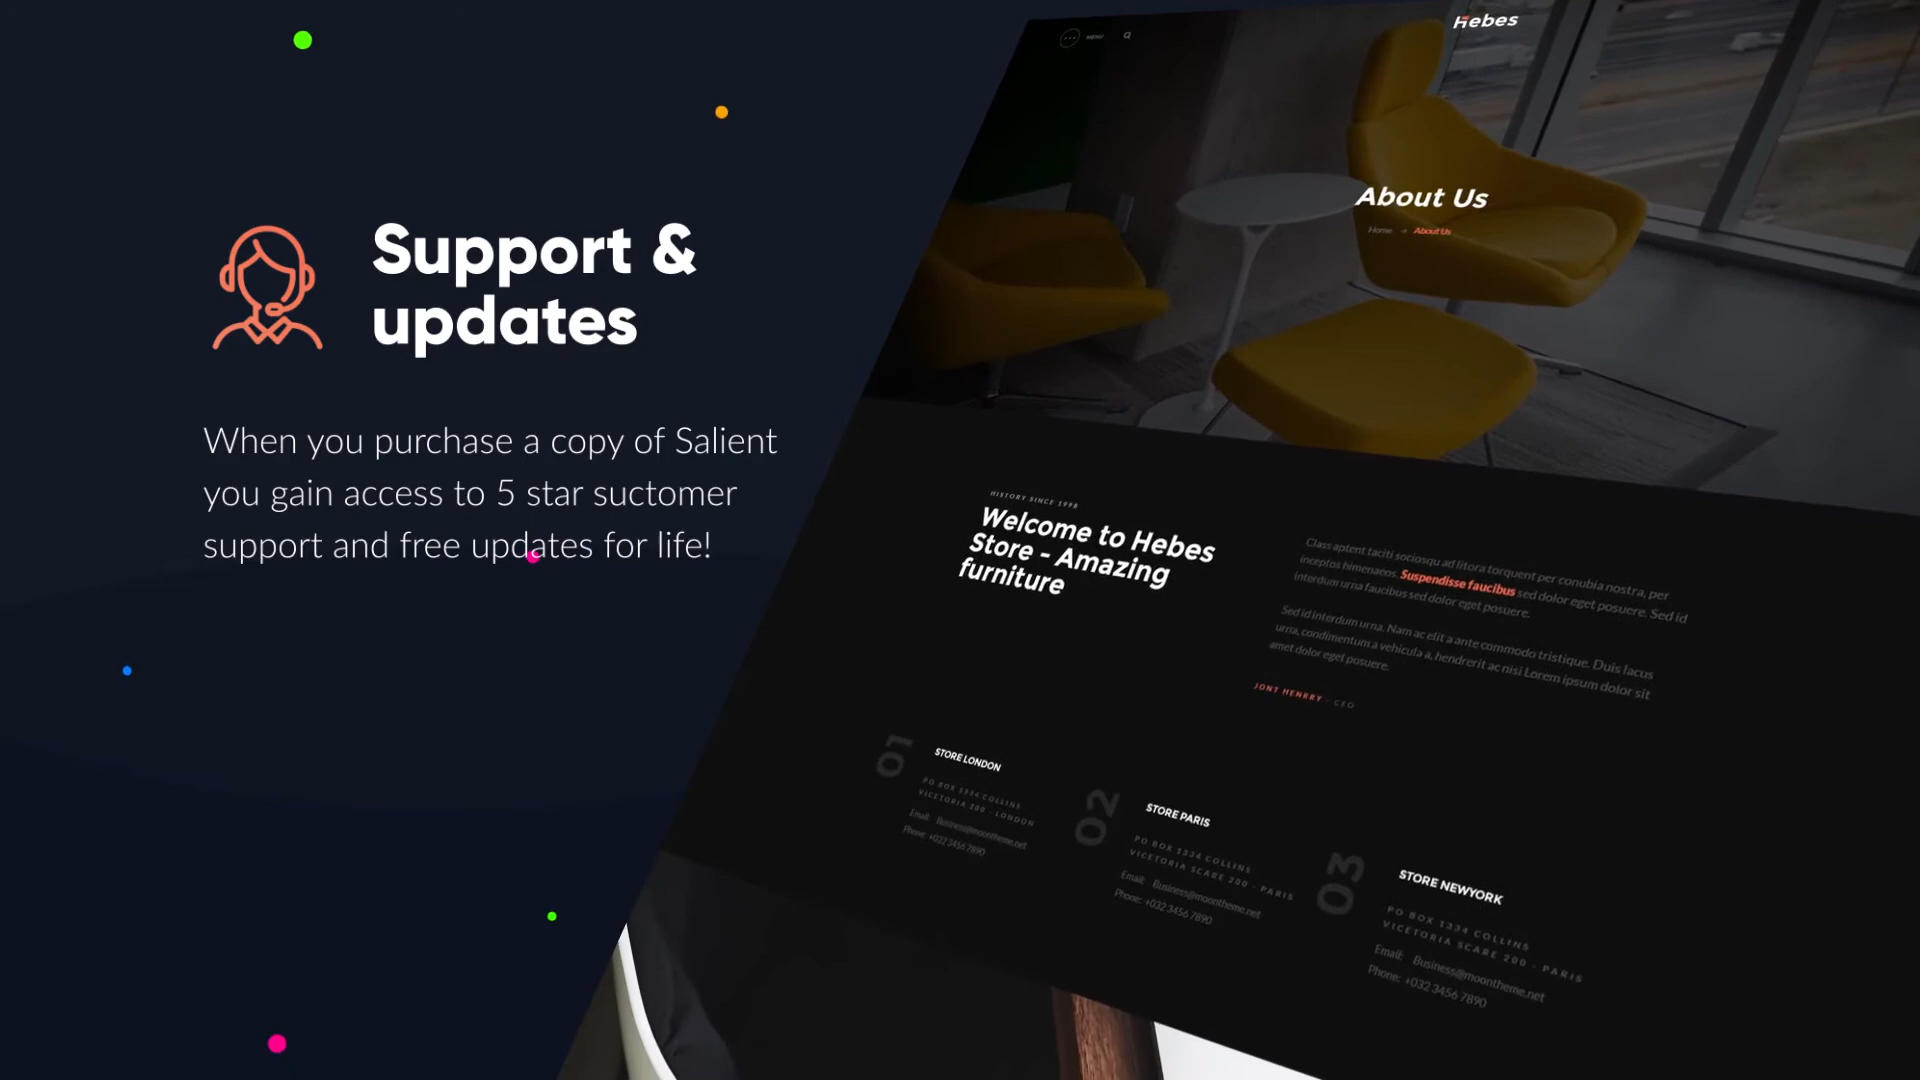 Support &
updates
When you purchase a copy of Salient
you gain access to 5 star suctomer
support and free updates for life!
MENU
Hebes
About Us
Home → About Us
HISTORY SINCE 1998
Welcome to Hebes
Store - Amazing
furniture
Class aptent taciti sociosqu ad litora torquent per conubia nostra, per
inceptos himenaeos. Suspendisse faucibus sed dolor eget posuere. Sed id
interdum urna faucibus sed dolor eget posuere.
Sed id interdum urna. Nam ac elit a ante commodo tristique. Duis lacus
urna, condimentum a vehicula a, hendrerit ac nisi Lorem ipsum dolor sit
amet dolor eget posuere.
JONT HENRRY - CEO
01
STORE LONDON
PO BOX 1334 COLLINS
VICETORIA 200 - LONDON
Email: Business@moontheme.net
Phone: +032 3456 7890
02
STORE PARIS
PO BOX 1334 COLLINS
VICETORIA SCARE 200 - PARIS
Email: Business@moontheme.net
Phone: +032 3456 7890
03
STORE NEWYORK
PO BOX 1334 COLLINS
VICETORIA SCARE 200 - PARIS
Email: Business@moontheme.net
Phone: +032 3456 7890